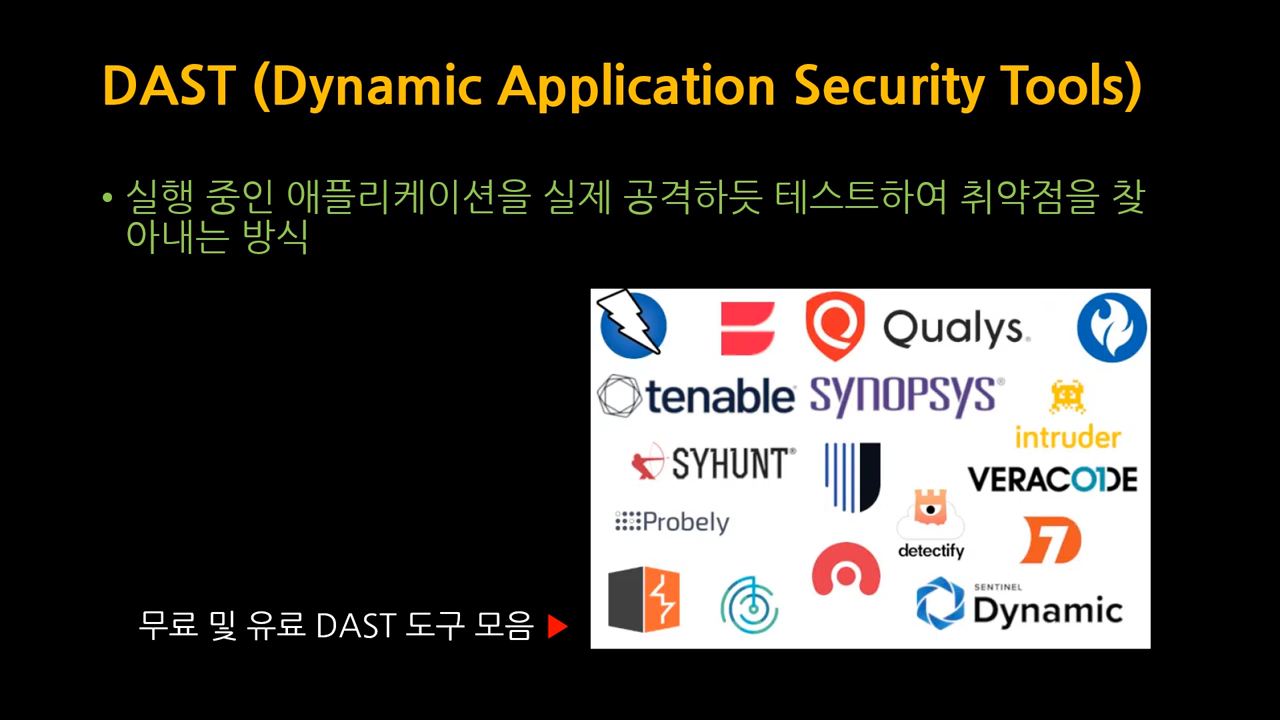 DAST (Dynamic Application Security Tools)
• 실행 중인 애플리케이션을 실제 공격하듯 테스트하여 취약점을 찾
아내는 방식
Qualys®
tenable®
SYNOPSYS®
intruder
SYHUNT®
VERACODE
Probely
detectify
7
SENTINEL
Dynamic
무료 및 유료 DAST 도구 모음 ▶